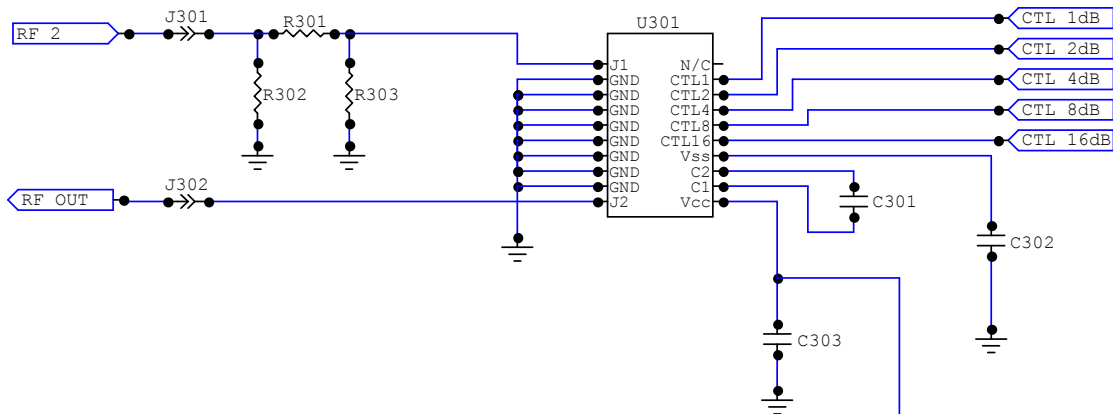 J301
RF 2
R301
R302
R303
J302
RF OUT
U301
J1
GND
GND
GND
GND
GND
GND
GND
GND
J2
N/C
CTL1
CTL2
CTL4
CTL8
CTL16
Vss
C2
C1
Vcc
CTL 1dB
CTL 2dB
CTL 4dB
CTL 8dB
CTL 16dB
C301
C302
C303